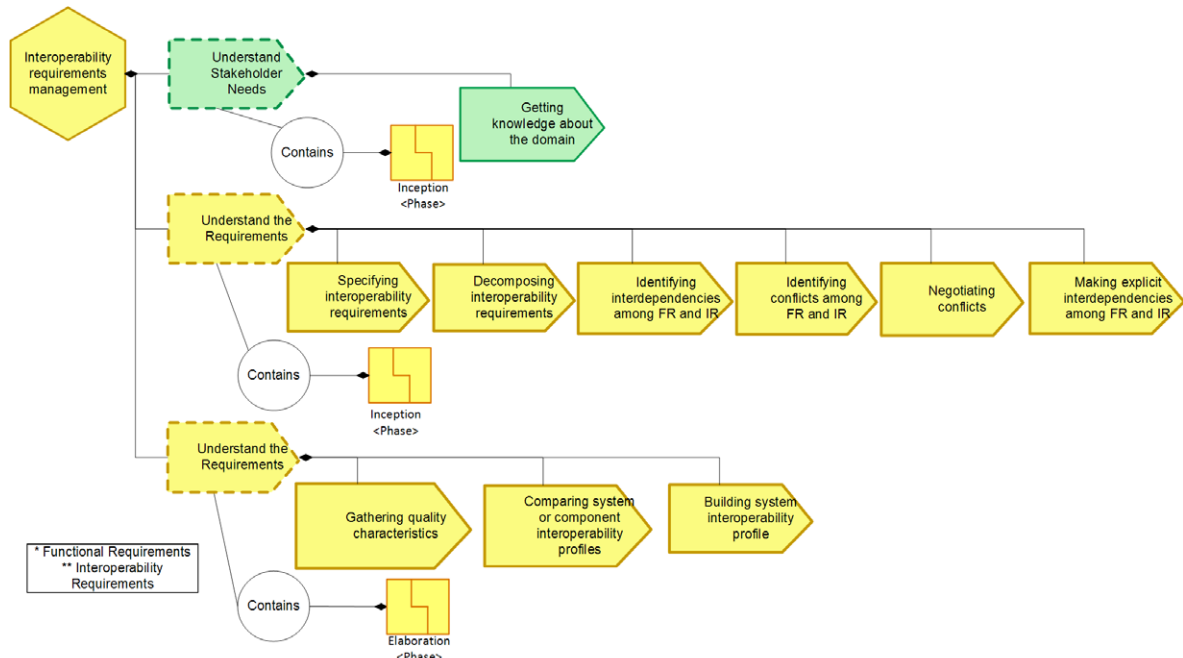 Interoperability
requirements
management
Understand
Stakeholder
Needs
Getting
knowledge about
the domain
Contains
Inception
<Phase>
Understand the
Requirements
Specifying
interoperability
requirements
Decomposing
interoperability
requirements
Identifying
interdependencies
among FR and IR
Identifying
conflicts among
FR and IR
Negotiating
conflicts
Making explicit
interdependencies
among FR and IR
Contains
Inception
<Phase>
Understand the
Requirements
Gathering quality
characteristics
Comparing system
or component
interoperability
profiles
Building system
interoperability
profile
* Functional Requirements
** Interoperability
Requirements
Contains
Elaboration
<Phase>